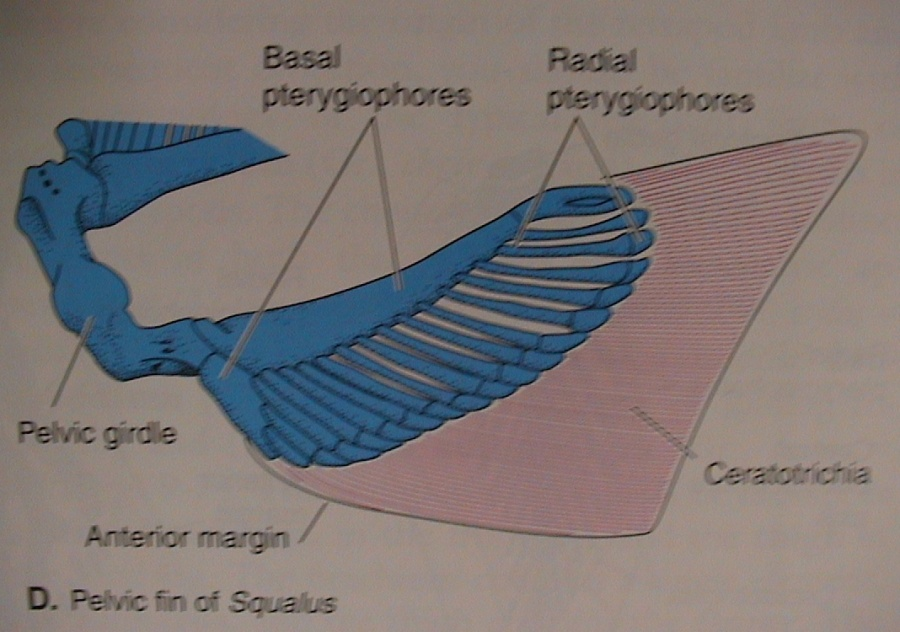 Basal
pterygiophores
Radial
pterygiophores
Pelvic girdle
Ceratotrichia
Anterior margin
D. Pelvic fin of Squalus